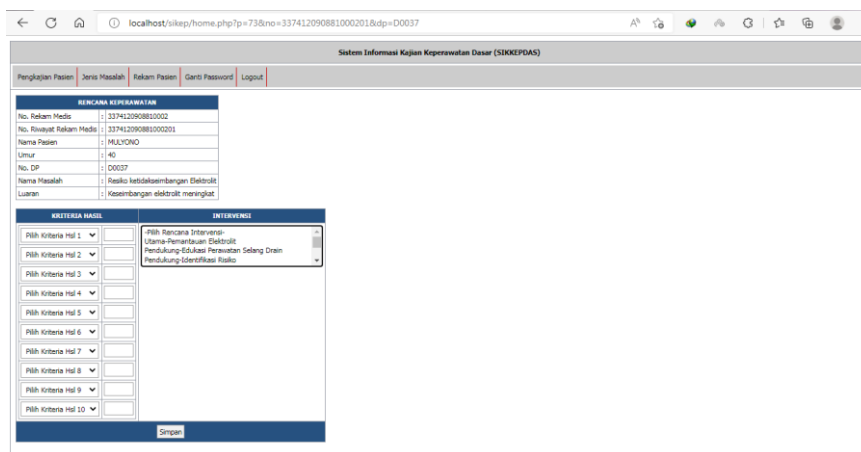 localhost/sikep/home.php?p=73&no=337412090881000201&dp=D0037
Sistem Informasi Kajian Keperawatan Dasar (SIKKEPDAS)
Pengkajian Pasien Jenis Masalah Rekam Pasien Ganti Password Logout
RENCANA KEPERAWATAN
No. Rekam Medis : 3374120908810002
No. Riwayat Rekam Medis : 337412090881000201
Nama Pasien : MULYONO
Umur : 40
No. DP : D0037
Nama Masalah : Resiko ketidakseimbangan Elektrolit
Luaran : Keseimbangan elektrolit meningkat
KRITERIA HASIL INTERVENSI
Pilih Kriteria Hsl 1
Pilih Kriteria Hsl 2
Pilih Kriteria Hsl 3
Pilih Kriteria Hsl 4
Pilih Kriteria Hsl 5
Pilih Kriteria Hsl 6
Pilih Kriteria Hsl 7
Pilih Kriteria Hsl 8
Pilih Kriteria Hsl 9
Pilih Kriteria Hsl 10
-Pilih Rencana Intervensi-
Utama-Pemantauan Elektrolit
Pendukung-Edukasi Perawatan Selang Drain
Pendukung-Identifikasi Risiko
Simpan